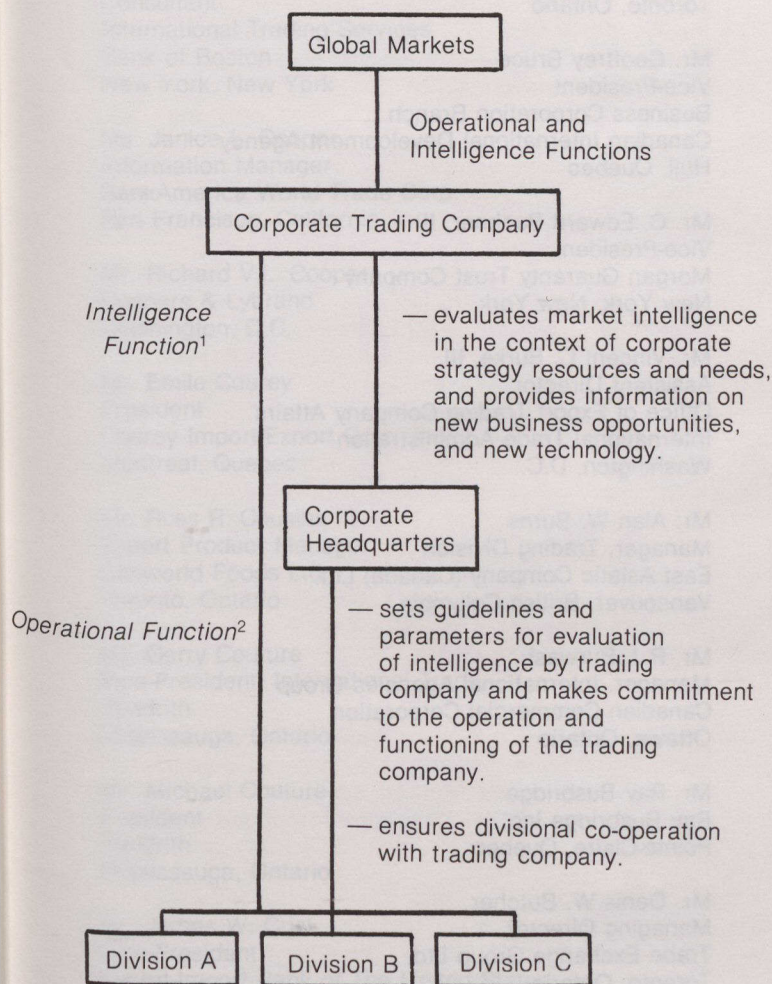 Global Markets
Operations and
Intelligence Functions
Corporate Trading Company
Intelligence
Function¹
— evaluates market intelligence
in the context of corporate
strategy resources and needs,
and provides information on
new business opportunities,
and new technology.
Corporate
Headquarters
Operational Function²
— sets guidelines and
parameters for evaluation
of intelligence by trading
company and makes commitment
to the operation and
functioning of the trading
company.
— ensures divisional co-operation
with trading company.
Division A
Division B
Division C